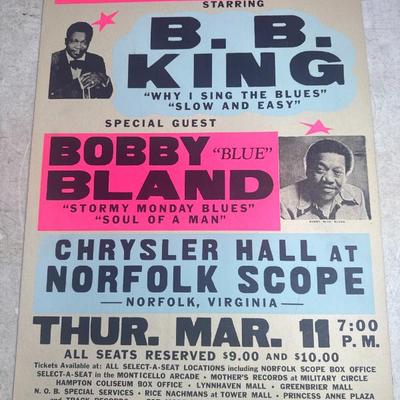 STARRING
B. B.
KING
"WHY I SING THE BLUES"
"SLOW AND EASY"
SPECIAL GUEST
BOBBY "BLUE"
BLAND
"STORMY MONDAY BLUES"
"SOUL OF A MAN"
BOBBY "BLUE" BLAND
CHRYSLER HALL AT
NORFOLK SCOPE
— NORFOLK, VIRGINIA —
THUR. MAR. 11 7:00 P. M.
ALL SEATS RESERVED $9.00 AND $10.00
Tickets Available at: ALL SELECT-A-SEAT LOCATIONS including NORFOLK SCOPE BOX OFFICE
SELECT-A-SEAT in the MONTICELLO ARCADE • MOTHER'S RECORDS at MILITARY CIRCLE
HAMPTON COLISEUM BOX OFFICE • LYNNHAVEN MALL • GREENBRIER MALL
N. O. B. SPECIAL SERVICES • RICE NACHMANS at TOWER MALL • PRINCESS ANNE PLAZA